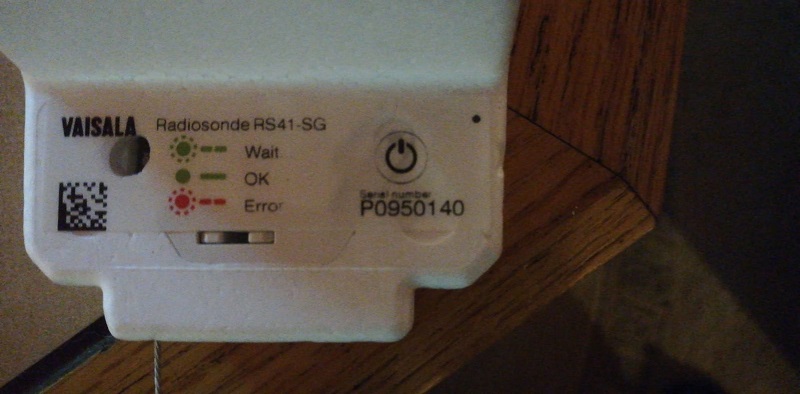 VAISALA Radiosonde RS41-SG
Wait
OK
Error
Serial number
P0950140